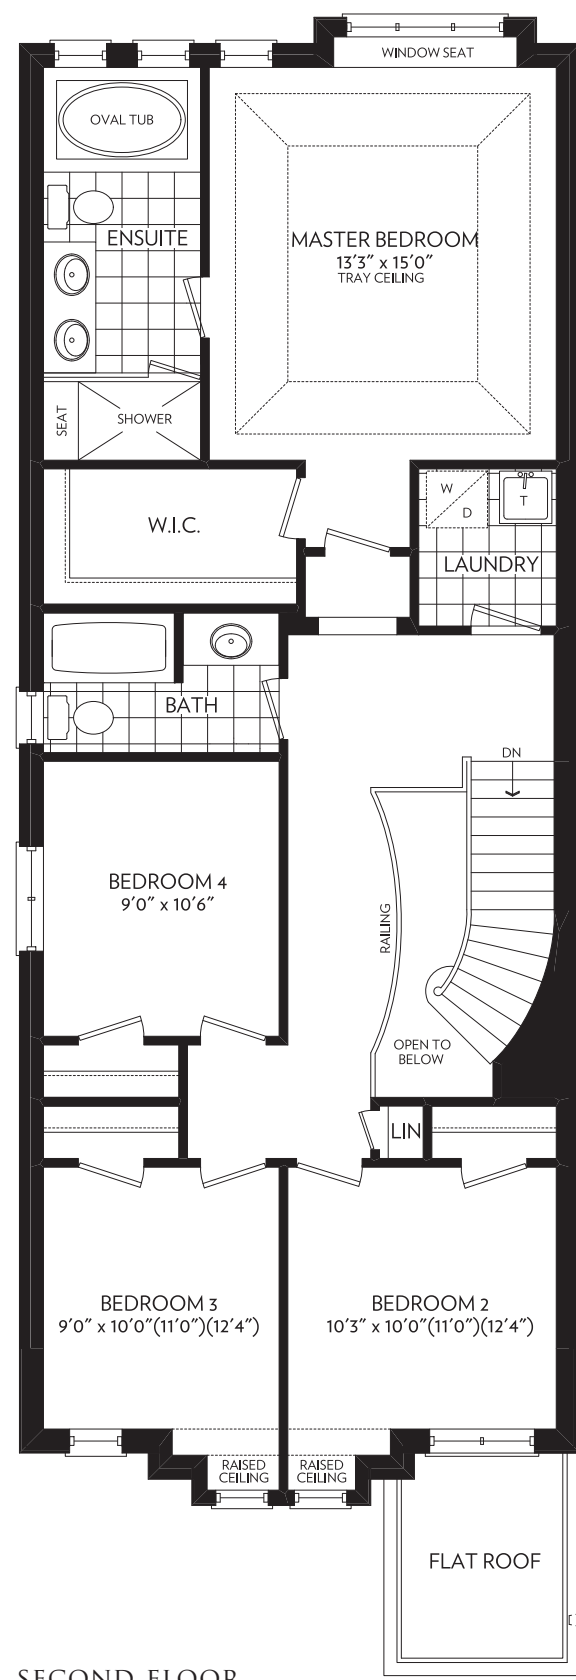 WINDOW SEAT
OVAL TUB
ENSUITE
MASTER BEDROOM
13'3" x 15'0"
TRAY CEILING
SEAT
SHOWER
W.I.C.
W
D
T
LAUNDRY
BATH
DN
BEDROOM 4
9'0" x 10'6"
RAILING
OPEN TO
BELOW
LIN
BEDROOM 3
9'0" x 10'0"(11'0")(12'4")
BEDROOM 2
10'3" x 10'0"(11'0")(12'4")
RAISED
CEILING
RAISED
CEILING
FLAT ROOF
SECOND FLOOR